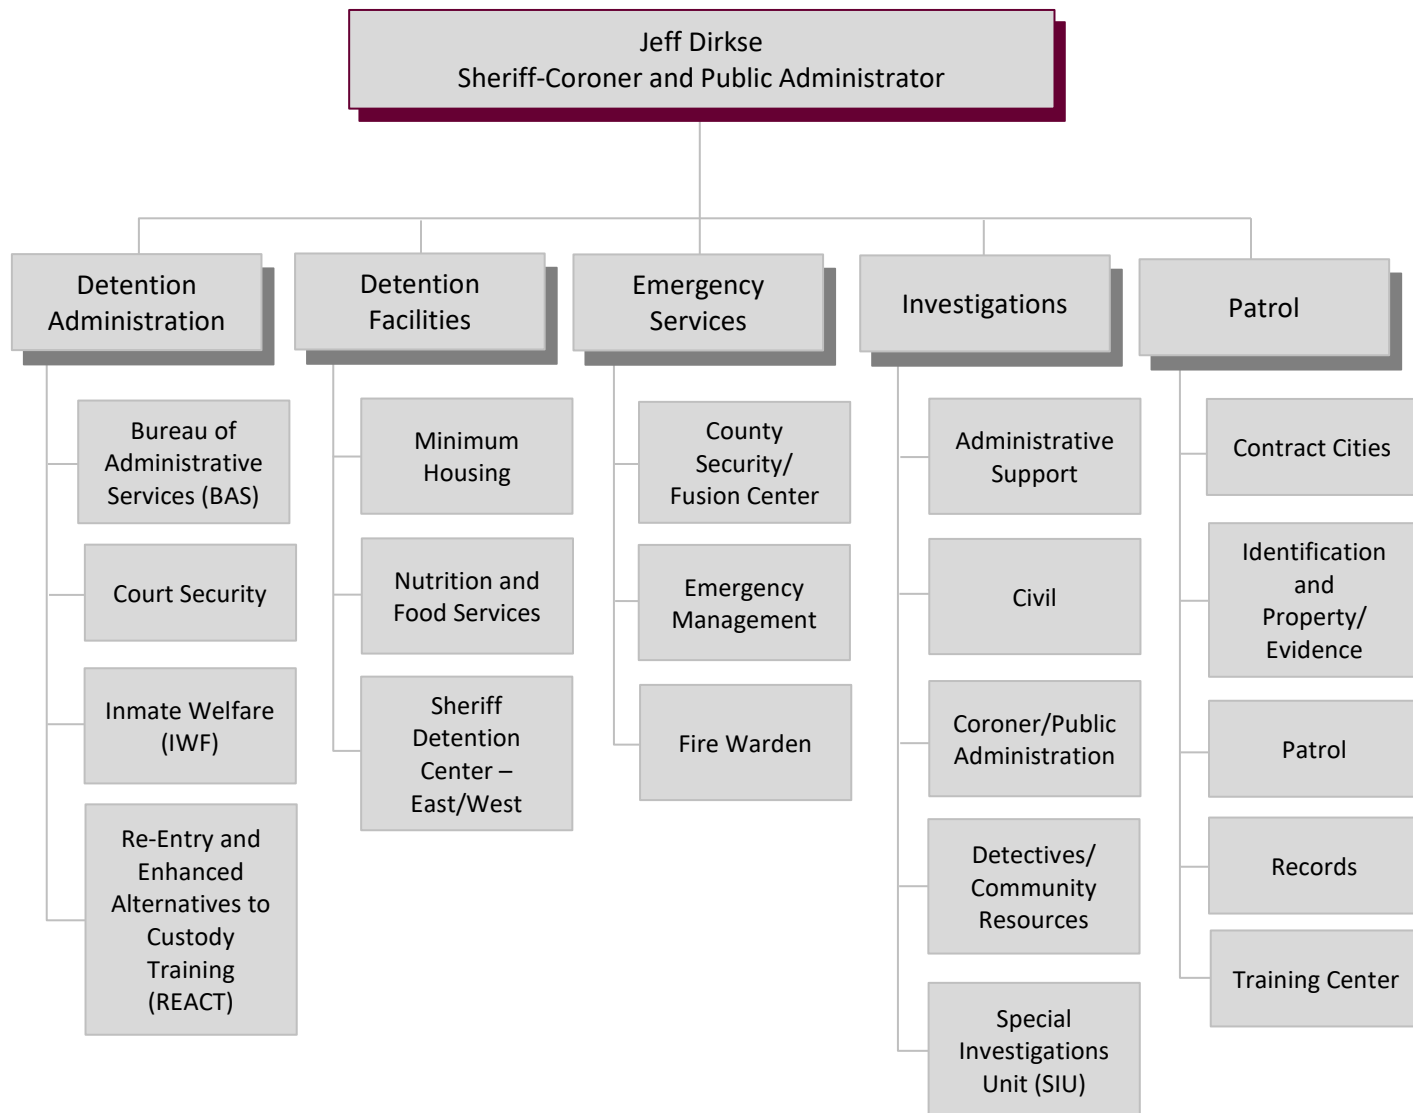 Jeff Dirkse
Sheriff-Coroner and Public Administrator
Detention
Administration
Detention
Facilities
Emergency
Services
Investigations
Patrol
Bureau of
Administrative
Services (BAS)
Court Security
Inmate Welfare
(IWF)
Re-Entry and
Enhanced
Alternatives to
Custody
Training
(REACT)
Minimum
Housing
Nutrition and
Food Services
Sheriff
Detention
Center –
East/West
County
Security/
Fusion Center
Emergency
Management
Fire Warden
Administrative
Support
Civil
Coroner/Public
Administration
Detectives/
Community
Resources
Special
Investigations
Unit (SIU)
Contract Cities
Identification
and
Property/
Evidence
Patrol
Records
Training Center